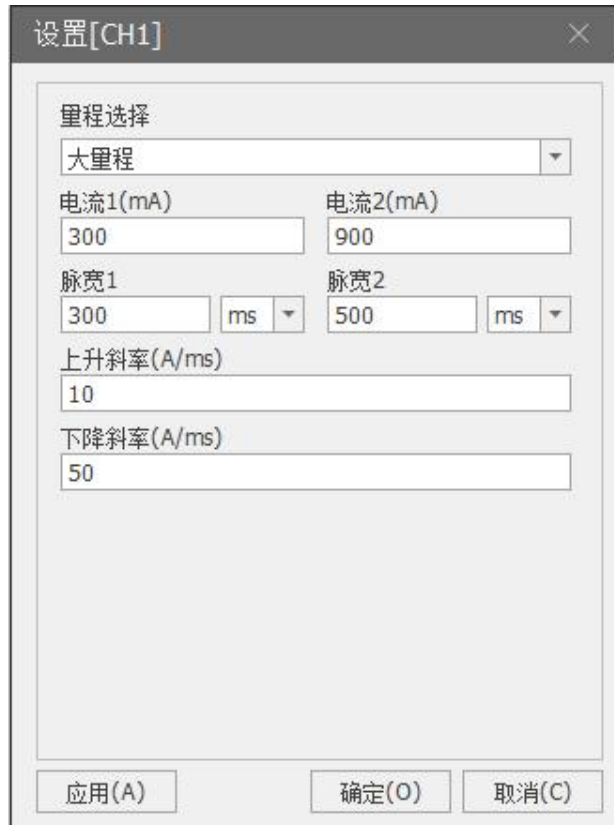 设置[CH1]
量程选择
大量程
电流1(mA) 电流2(mA)
300 900
脉宽1 脉宽2
300 ms 500 ms
上升斜率(A/ms)
10
下降斜率(A/ms)
50
应用(A) 确定(O) 取消(C)